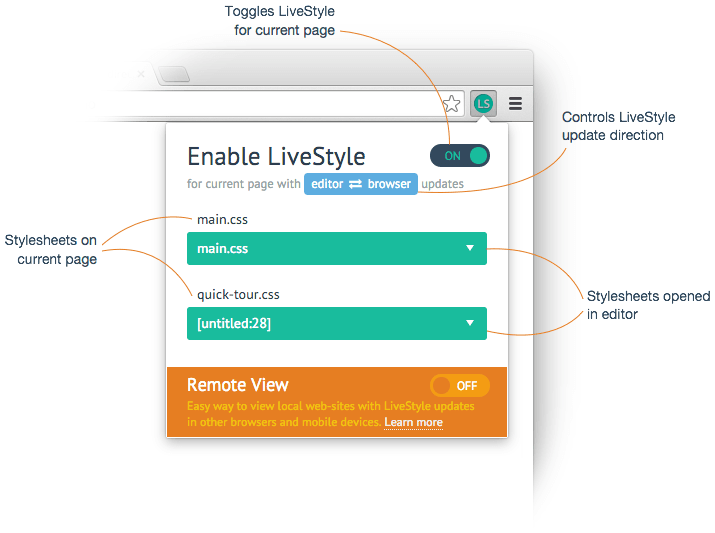 Toggles LiveStyle
for current page
LS
Controls LiveStyle
update direction
Enable LiveStyle
ON
for current page with editor ⇄ browser updates
main.css
Stylesheets on
current page
main.css
quick-tour.css
Stylesheets opened
in editor
[untitled:28]
Remote View
OFF
Easy way to view local web-sites with LiveStyle updates
in other browsers and mobile devices. Learn more